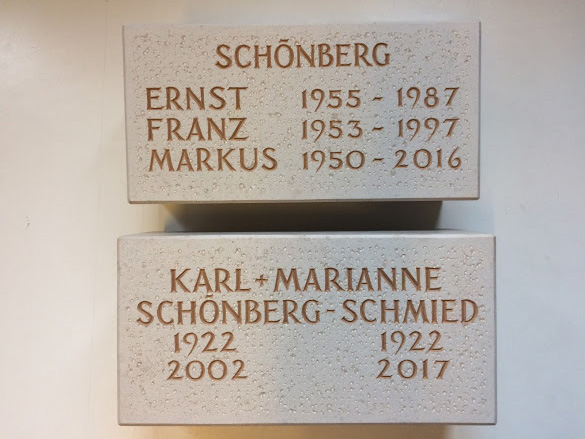 SCHÖNBERG
ERNST 1955 - 1987
FRANZ 1953 - 1997
MARKUS 1950 - 2016
KARL + MARIANNE
SCHÖNBERG - SCHMIED
1922 1922
2002 2017